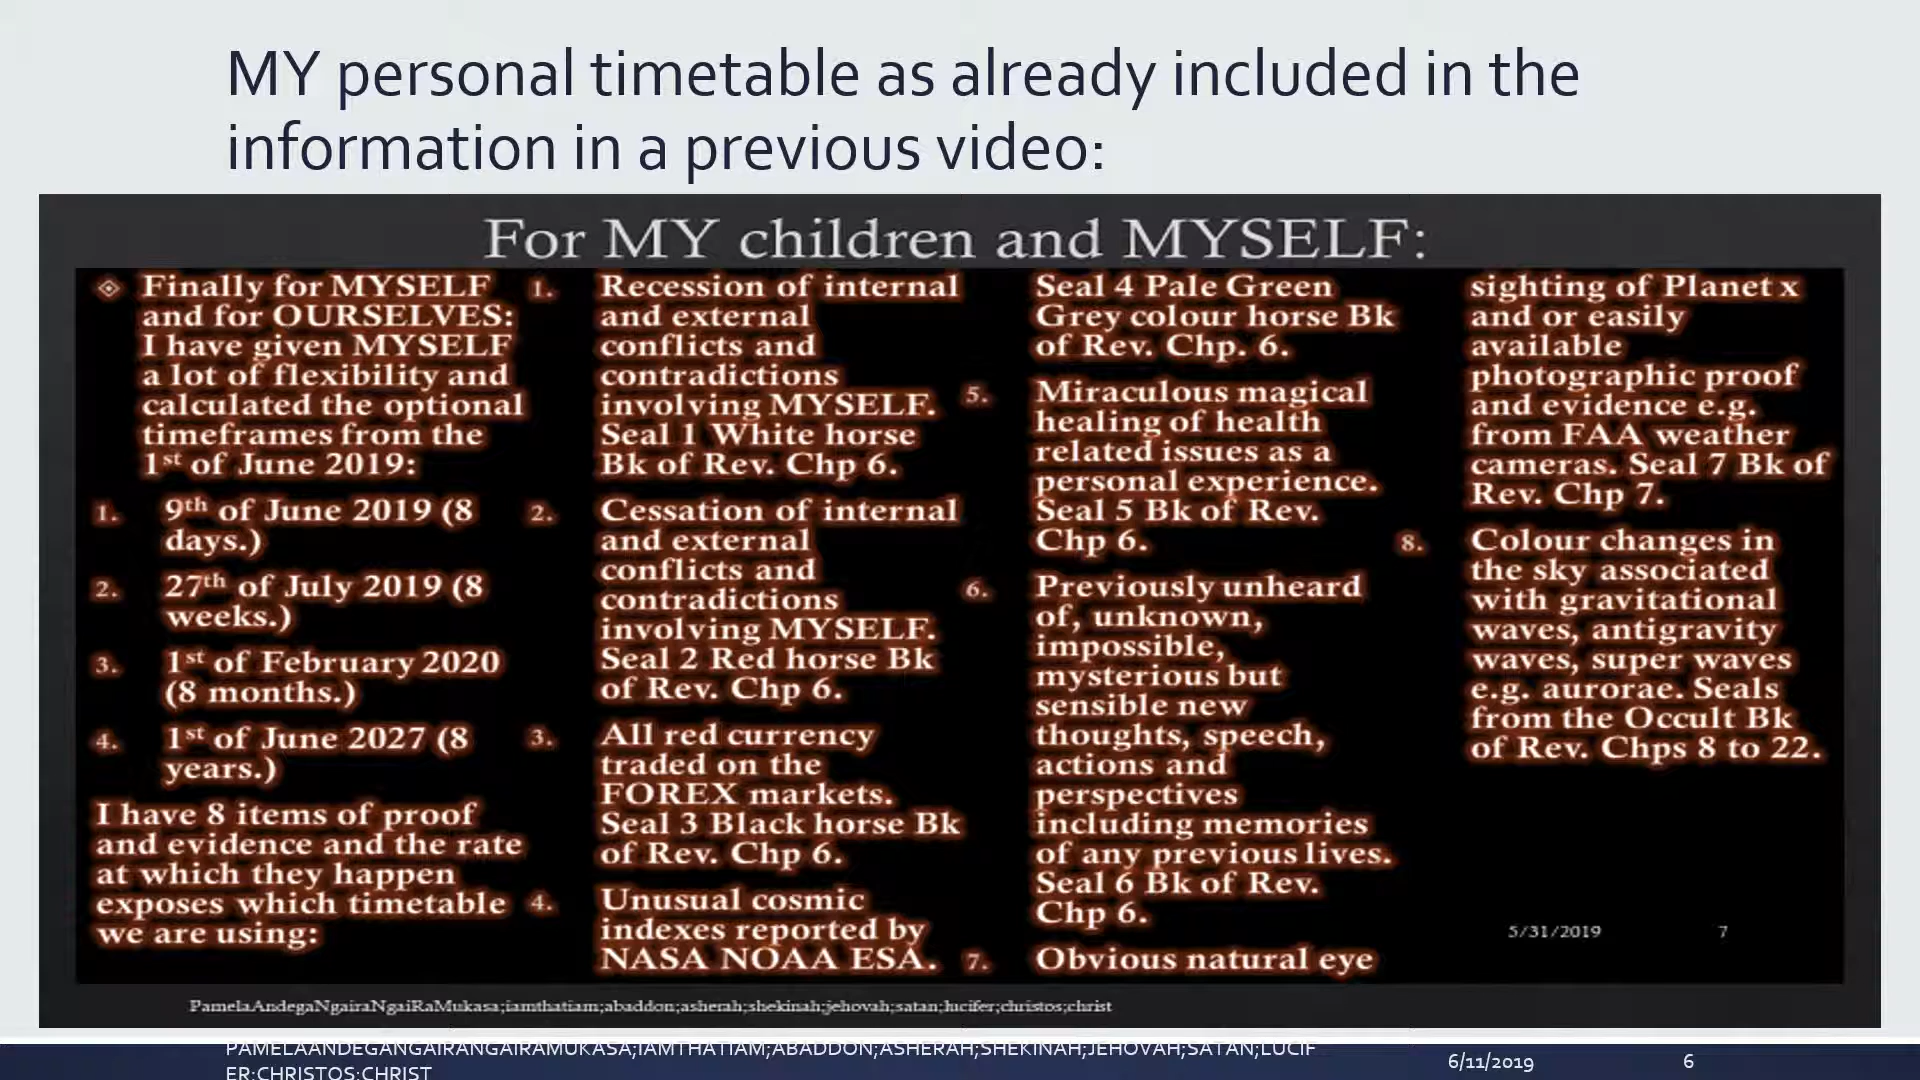 MY personal timetable as already included in the
information in a previous video:
For MY children and MYSELF:
Finally for MYSELF
and for OURSELVES:
I have given MYSELF
a lot of flexibility and
calculated the optional
timeframes from the
1st of June 2019:
1. 9th of June 2019 (8
days.)
2. 27th of July 2019 (8
weeks.)
3. 1st of February 2020
(8 months.)
4. 1st of June 2027 (8
years.)
I have 8 items of proof
and evidence and the rate
at which they happen
exposes which timetable
we are using:
1. Recession of internal
and external
conflicts and
contradictions
involving MYSELF.
Seal 1 White horse
Bk of Rev. Chp 6.
2. Cessation of internal
and external
conflicts and
contradictions
involving MYSELF.
Seal 2 Red horse Bk
of Rev. Chp 6.
3. All red currency
traded on the
FOREX markets.
Seal 3 Black horse Bk
of Rev. Chp 6.
4. Unusual cosmic
indexes reported by
NASA NOAA ESA.
Seal 4 Pale Green
Grey colour horse Bk
of Rev. Chp. 6.
5. Miraculous magical
healing of health
related issues as a
personal experience.
Seal 5 Bk of Rev.
Chp 6.
6. Previously unheard
of, unknown,
impossible,
mysterious but
sensible new
thoughts, speech,
actions and
perspectives
including memories
of any previous lives.
Seal 6 Bk of Rev.
Chp 6.
7. Obvious natural eye
sighting of Planet x
and or easily
available
photographic proof
and evidence e.g.
from FAA weather
cameras. Seal 7 Bk of
Rev. Chp 7.
8. Colour changes in
the sky associated
with gravitational
waves, antigravity
waves, super waves
e.g. aurorae. Seals
from the Occult Bk
of Rev. Chps 8 to 22.
5/31/2019 7
PamelaAndegaNgairaNgaiRaMukasa;iamthatiam;abaddon;asherah;shekinah;jehovah;satan;lucifer;christos;christ
PAMELAANDEGANGAIRANGAIRAMUKASA;IAMTHATIAM;ABADDON;ASHERAH;SHEKINAH;JEHOVAH;SATAN;LUCIF
ER;CHRISTOS;CHRIST
6/11/2019 6